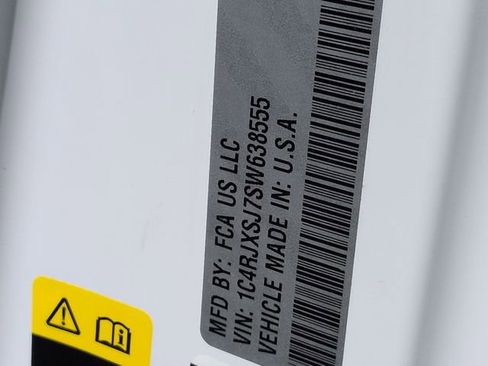 MFD BY: FCA US LLC
VIN: 1C4RJXSJ7SW638555
VEHICLE MADE IN: U.S.A.